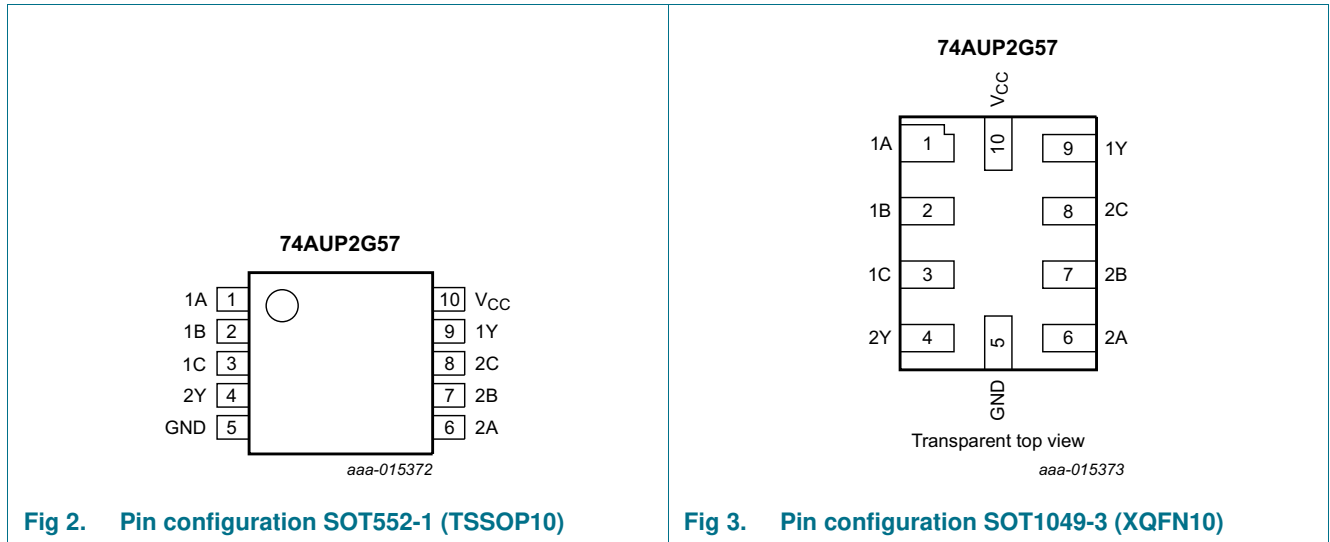 74AUP2G57
1A 1
1B 2
1C 3
2Y 4
GND 5
10 VCC
9 1Y
8 2C
7 2B
6 2A
aaa-015372
Fig 2. Pin configuration SOT552-1 (TSSOP10)
74AUP2G57
VCC
10
1A 1
1B 2
1C 3
2Y 4
9 1Y
8 2C
7 2B
6 2A
5
GND
Transparent top view
aaa-015373
Fig 3. Pin configuration SOT1049-3 (XQFN10)